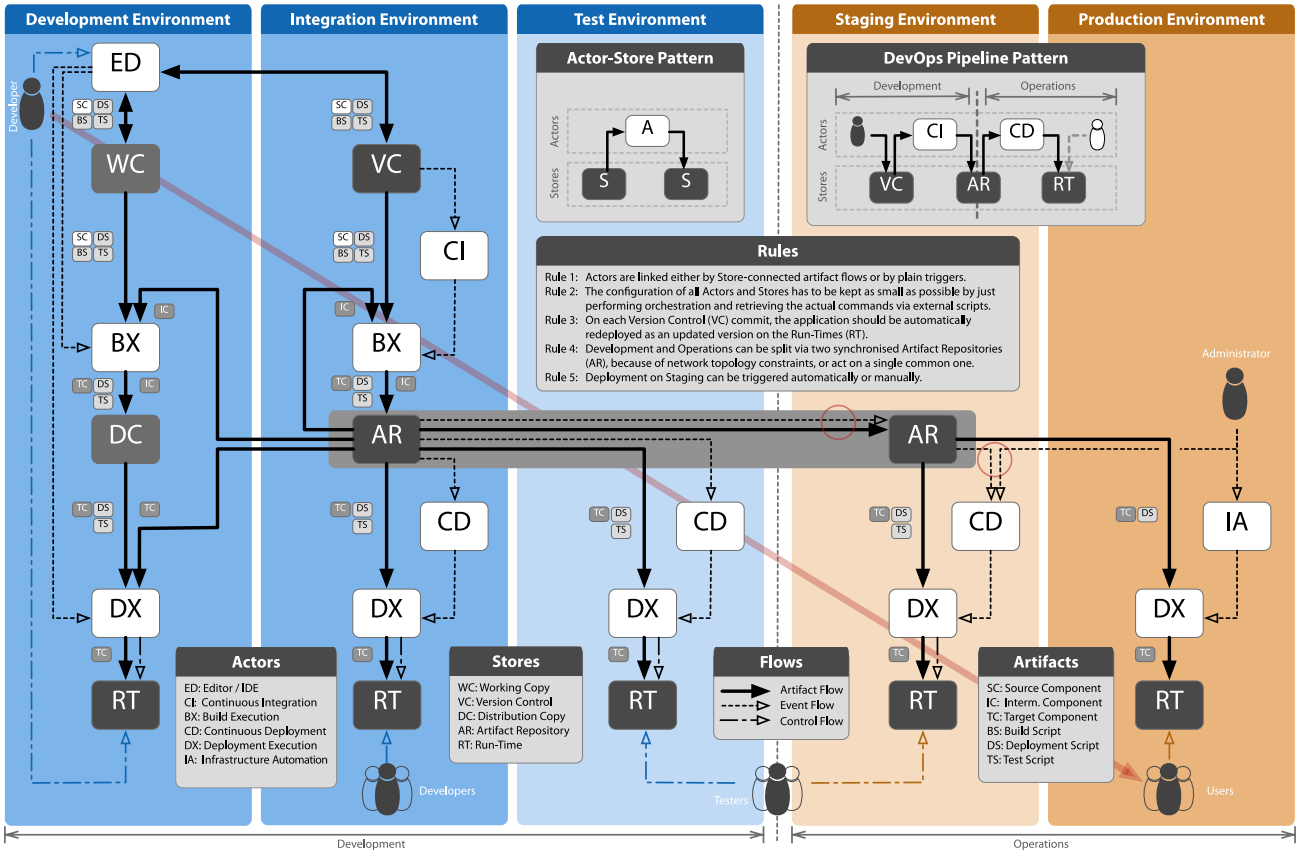 Development Environment
Integration Environment
Test Environment
Staging Environment
Production Environment
Developer
ED
SC DS
BS TS
WC
SC DS
BS TS
IC
BX
TC DS
TS
IC
DC
TC DS
TS
TC
DX
TC
RT
SC DS
BS TS
VC
SC DS
BS TS
CI
IC
BX
TC DS
TS
IC
AR
TC DS
TS
CD
DX
TC
RT
Developers
Actor-Store Pattern
Actors
A
Stores
S
S
DevOps Pipeline Pattern
Development
Operations
Actors
CI
CD
Stores
VC
AR
RT
Rules
Rule 1: Actors are linked either by Store-connected artifact flows or by plain triggers.
Rule 2: The configuration of all Actors and Stores has to be kept as small as possible by just
performing orchestration and retrieving the actual commands via external scripts.
Rule 3: On each Version Control (VC) commit, the application should be automatically
redeployed as an updated version on the Run-Times (RT).
Rule 4: Development and Operations can be split via two synchronised Artifact Repositories
(AR), because of network topology constraints, or act on a single common one.
Rule 5: Deployment on Staging can be triggered automatically or manually.
Administrator
TC DS
TS
CD
DX
TC
RT
Testers
AR
TC DS
TS
CD
DX
TC
RT
TC DS
IA
DX
TC
RT
Users
Actors
ED: Editor / IDE
CI: Continuous Integration
BX: Build Execution
CD: Continuous Deployment
DX: Deployment Execution
IA: Infrastructure Automation
Stores
WC: Working Copy
VC: Version Control
DC: Distribution Copy
AR: Artifact Repository
RT: Run-Time
Flows
Artifact Flow
Event Flow
Control Flow
Artifacts
SC: Source Component
IC: Interm. Component
TC: Target Component
BS: Build Script
DS: Deployment Script
TS: Test Script
Development
Operations